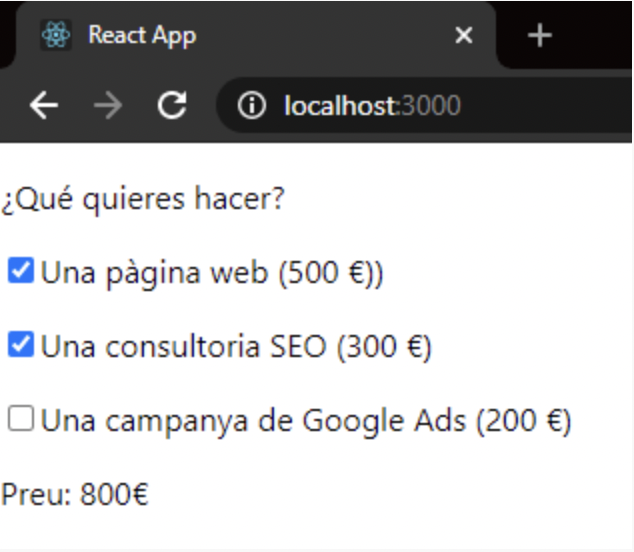 React App
localhost:3000
¿Qué quieres hacer?
Una pàgina web (500 €))
Una consultoria SEO (300 €)
Una campanya de Google Ads (200 €)
Preu: 800€